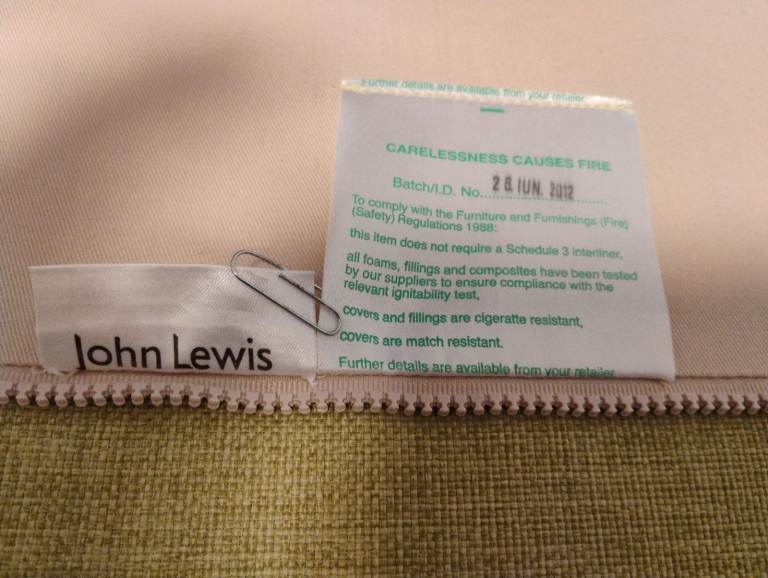 Further details are available from your retailer
CARELESSNESS CAUSES FIRE
Batch/I.D. No. 26 JUN. 2012
To comply with the Furniture and Furnishings (Fire)
(Safety) Regulations 1988:
this item does not require a Schedule 3 interliner,
all foams, fillings and composites have been tested
by our suppliers to ensure compliance with the
relevant ignitability test,
covers and fillings are cigeratte resistant,
covers are match resistant.
Further details are available from your retailer
John Lewis